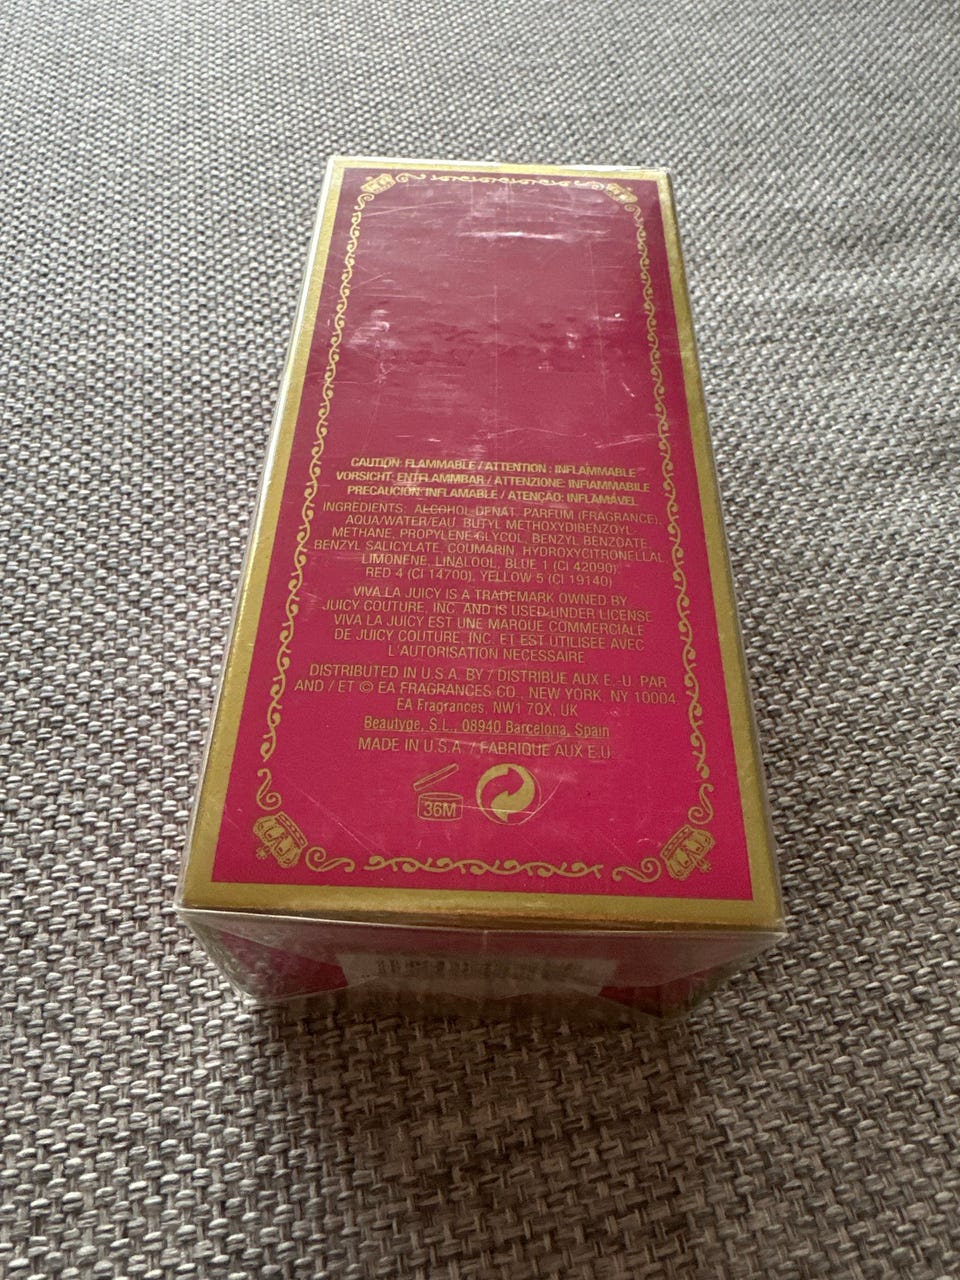 CAUTION: FLAMMABLE / ATTENTION : INFLAMMABLE
VORSICHT: ENTFLAMMBAR / ATTENZIONE: INFIAMMABILE
PRECAUCIÓN: INFLAMABLE / ATENÇÃO: INFLAMÁVEL
INGREDIENTS: ALCOHOL DENAT, PARFUM (FRAGRANCE),
AQUA/WATER/EAU, BUTYL METHOXYDIBENZOYL-
METHANE, PROPYLENE GLYCOL, BENZYL BENZOATE,
BENZYL SALICYLATE, COUMARIN, HYDROXYCITRONELLAL,
LIMONENE, LINALOOL, BLUE 1 (CI 42090)
RED 4 (CI 14700), YELLOW 5 (CI 19140)
VIVA LA JUICY IS A TRADEMARK OWNED BY
JUICY COUTURE, INC. AND IS USED UNDER LICENSE
VIVA LA JUICY EST UNE MARQUE COMMERCIALE
DE JUICY COUTURE, INC. ET EST UTILISEE AVEC
L'AUTORISATION NECESSAIRE
DISTRIBUTED IN U.S.A. BY / DISTRIBUE AUX E.-U. PAR
AND / ET © EA FRAGRANCES CO., NEW YORK, NY 10004
EA Fragrances, NW1 7QX, UK
Beautyge, S.L., 08940 Barcelona, Spain
MADE IN U.S.A. / FABRIQUE AUX E.U.
36M